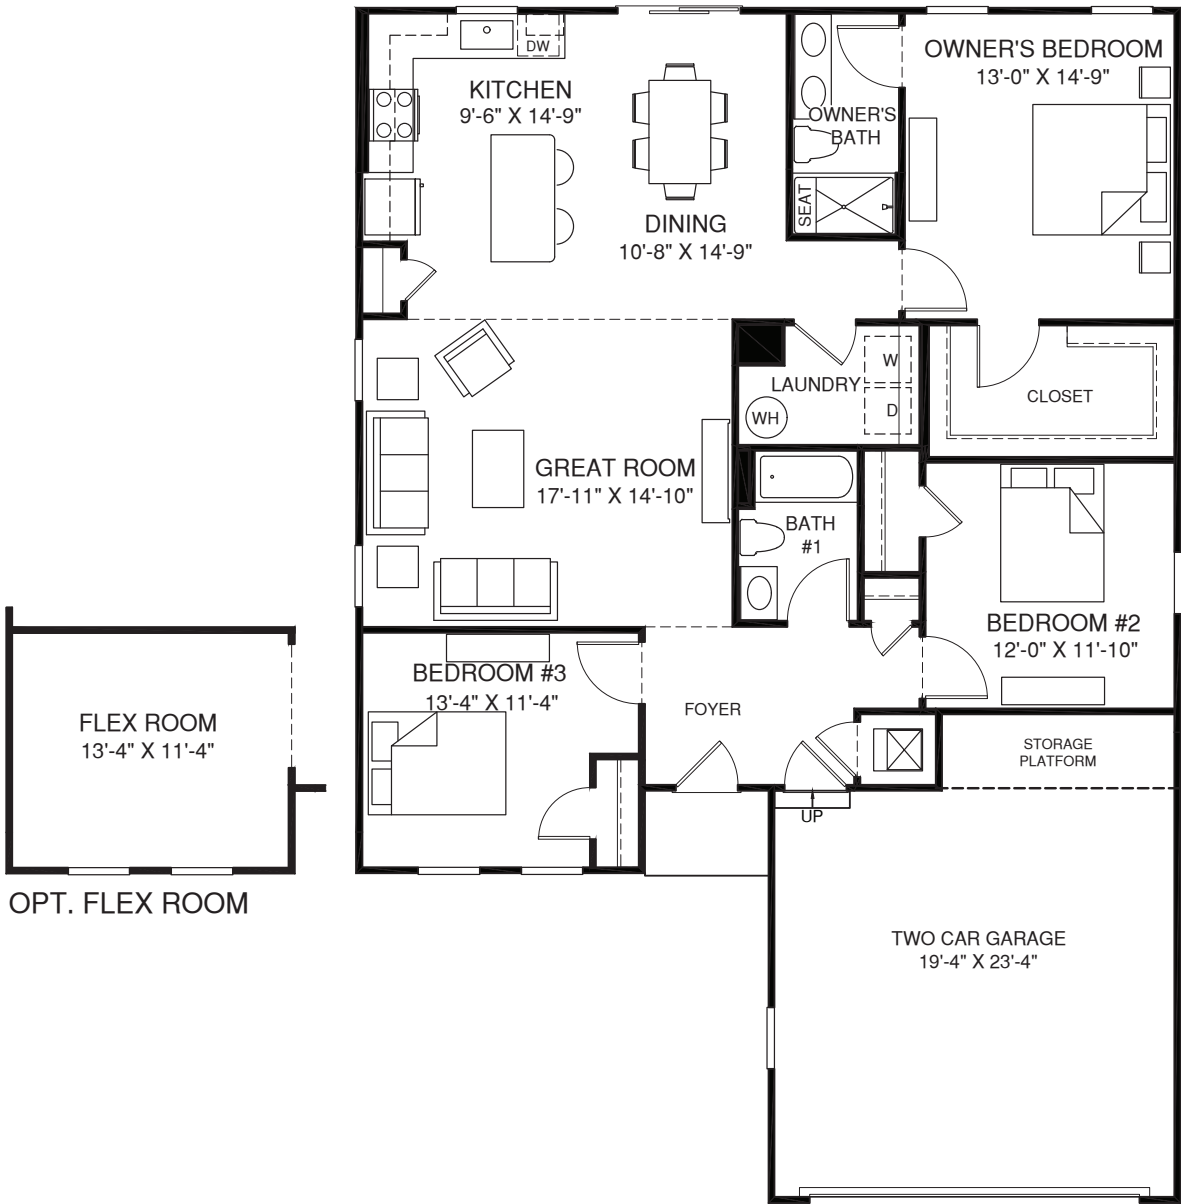 DW
KITCHEN
9'-6" X 14'-9"
OWNER'S BEDROOM
13'-0" X 14'-9"
OWNER'S
BATH
SEAT
DINING
10'-8" X 14'-9"
W
LAUNDRY
D
WH
CLOSET
GREAT ROOM
17'-11" X 14'-10"
BATH
#1
BEDROOM #2
12'-0" X 11'-10"
BEDROOM #3
13'-4" X 11'-4"
FOYER
FLEX ROOM
13'-4" X 11'-4"
STORAGE
PLATFORM
UP
OPT. FLEX ROOM
TWO CAR GARAGE
19'-4" X 23'-4"